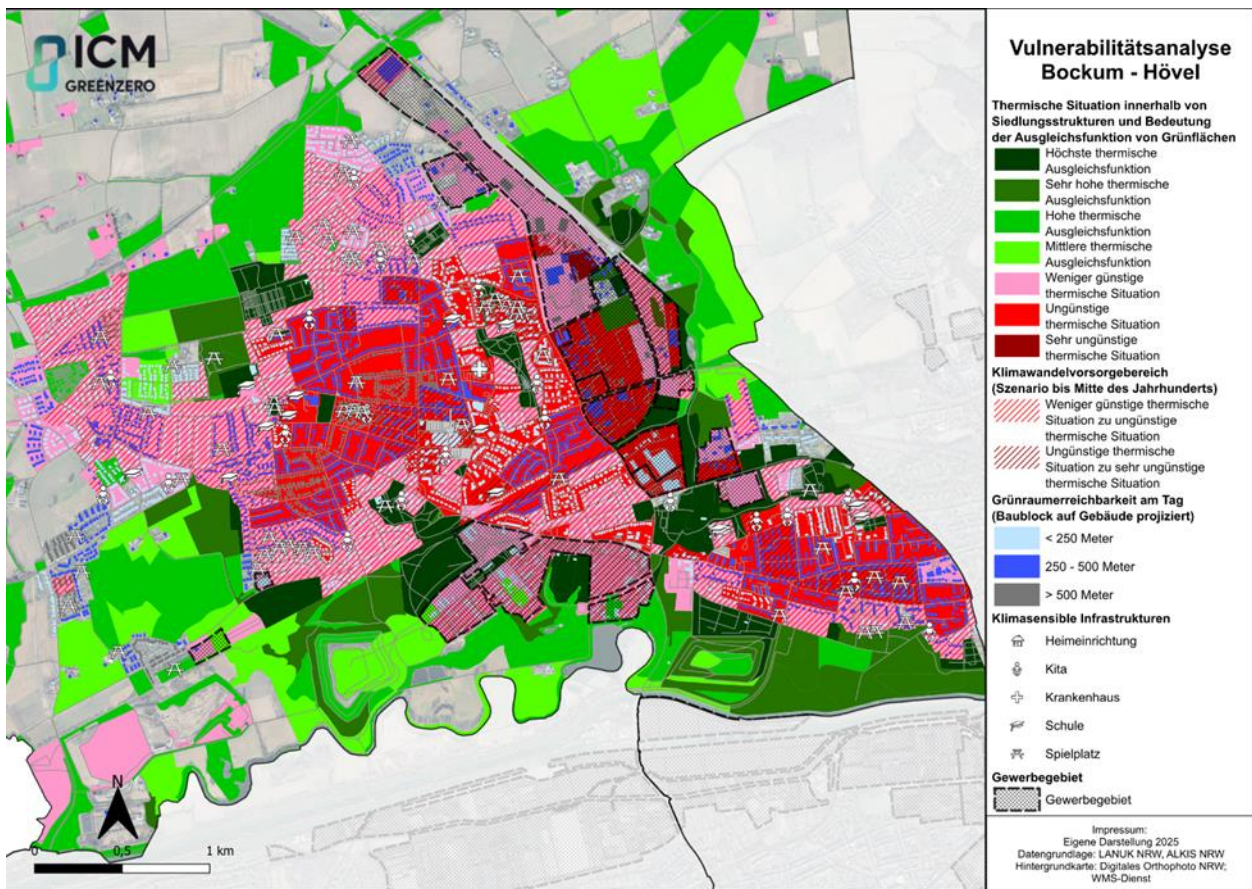 ICM
GREENZERO
Vulnerabilitätsanalyse
Bockum - Hövel
Thermische Situation innerhalb von
Siedlungsstrukturen und Bedeutung
der Ausgleichsfunktion von Grünflächen
Höchste thermische
Ausgleichsfunktion
Sehr hohe thermische
Ausgleichsfunktion
Hohe thermische
Ausgleichsfunktion
Mittlere thermische
Ausgleichsfunktion
Weniger günstige
thermische Situation
Ungünstige
thermische Situation
Sehr ungünstige
thermische Situation
Klimawandelvorsorgebereich
(Szenario bis Mitte des Jahrhunderts)
Weniger günstige thermische
Situation zu ungünstige
thermische Situation
Ungünstige thermische
Situation zu sehr ungünstige
thermische Situation
Grünraumerreichbarkeit am Tag
(Baublock auf Gebäude projiziert)
< 250 Meter
250 - 500 Meter
> 500 Meter
Klimasensible Infrastrukturen
Heimeinrichtung
Kita
Krankenhaus
Schule
Spielplatz
Gewerbegebiet
Gewerbegebiet
N
0 0,5 1 km
Impressum:
Eigene Darstellung 2025
Datengrundlage: LANUK NRW, ALKIS NRW
Hintergrundkarte: Digitales Orthophoto NRW;
WMS-Dienst